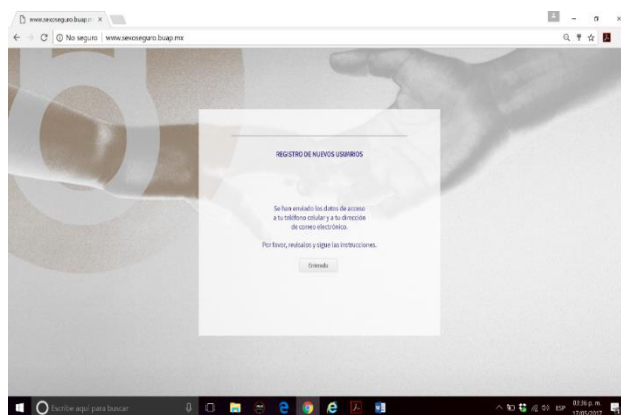 www.sexoseguro.buap.m
No seguro www.sexoseguro.buap.mx
REGISTRO DE NUEVOS USUARIOS
Se han enviado los datos de acceso
a tu teléfono celular y a tu dirección
de correo electrónico.
Por favor, revísalos y sigue las instrucciones.
Entrada
Escribe aquí para buscar
ESP
03:36 p. m.
17/05/2017